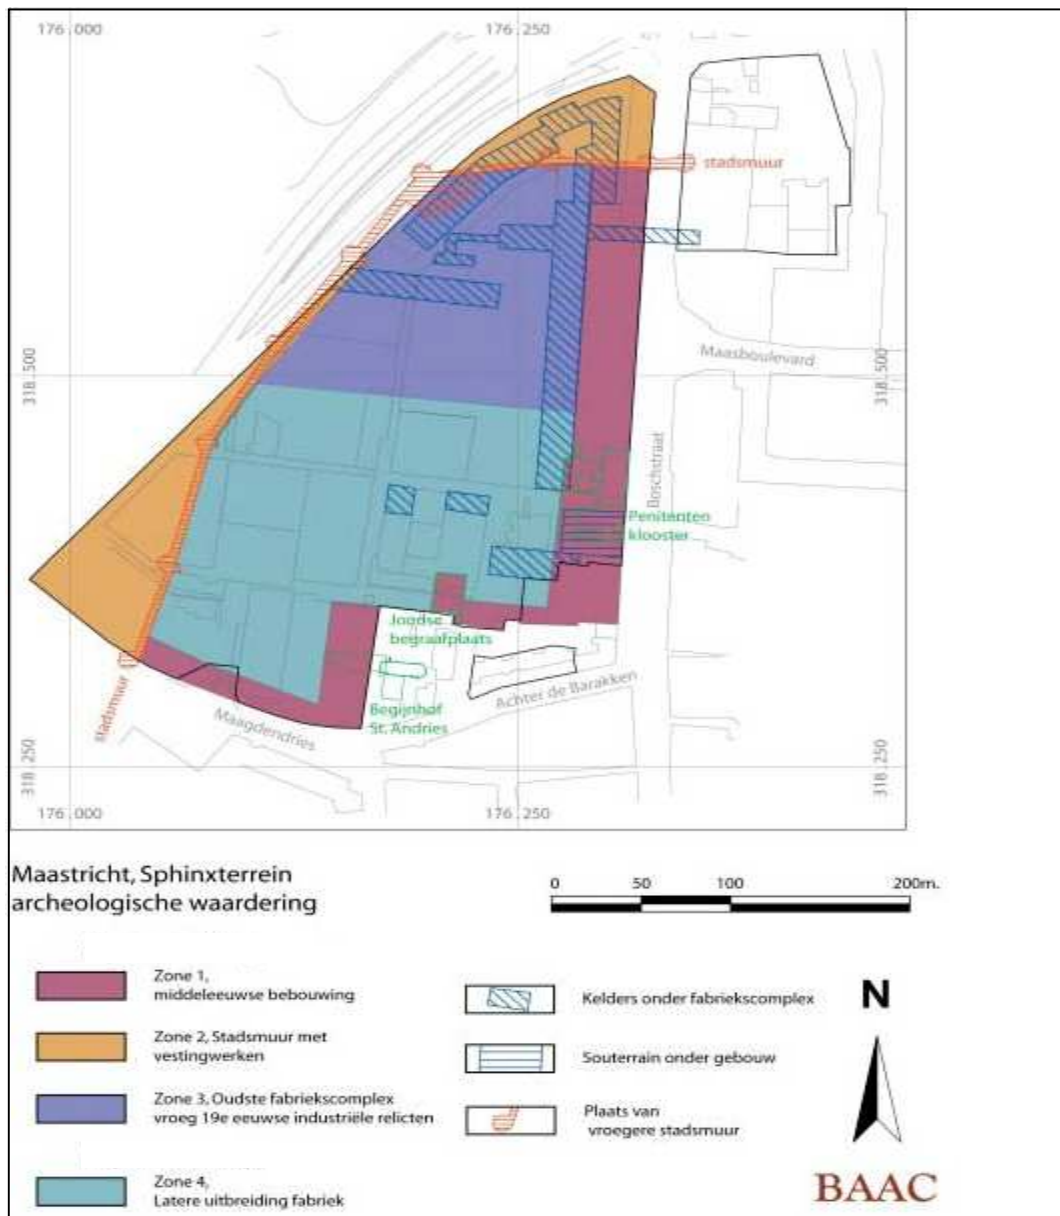 176.000
176.250
stadsmuur
Maasboulevard
318.500
318.500
Boschstraat
Penitenten
klooster
Joodse
begraafplaats
Achter de Barakken
Begijnhof
St. Andries
Maagdendries
stadsmuur
318.250
318.250
176.000
176.250
Maastricht, Sphinxterrein
archeologische waardering
0 50 100 200m.
Zone 1,
middeleeuwse bebouwing
Zone 2, Stadsmuur met
vestingwerken
Zone 3, Oudste fabriekscomplex
vroeg 19e eeuwse industriële relicten
Zone 4,
Latere uitbreiding fabriek
Kelders onder fabriekscomplex
Souterrain onder gebouw
Plaats van
vroegere stadsmuur
N
BAAC